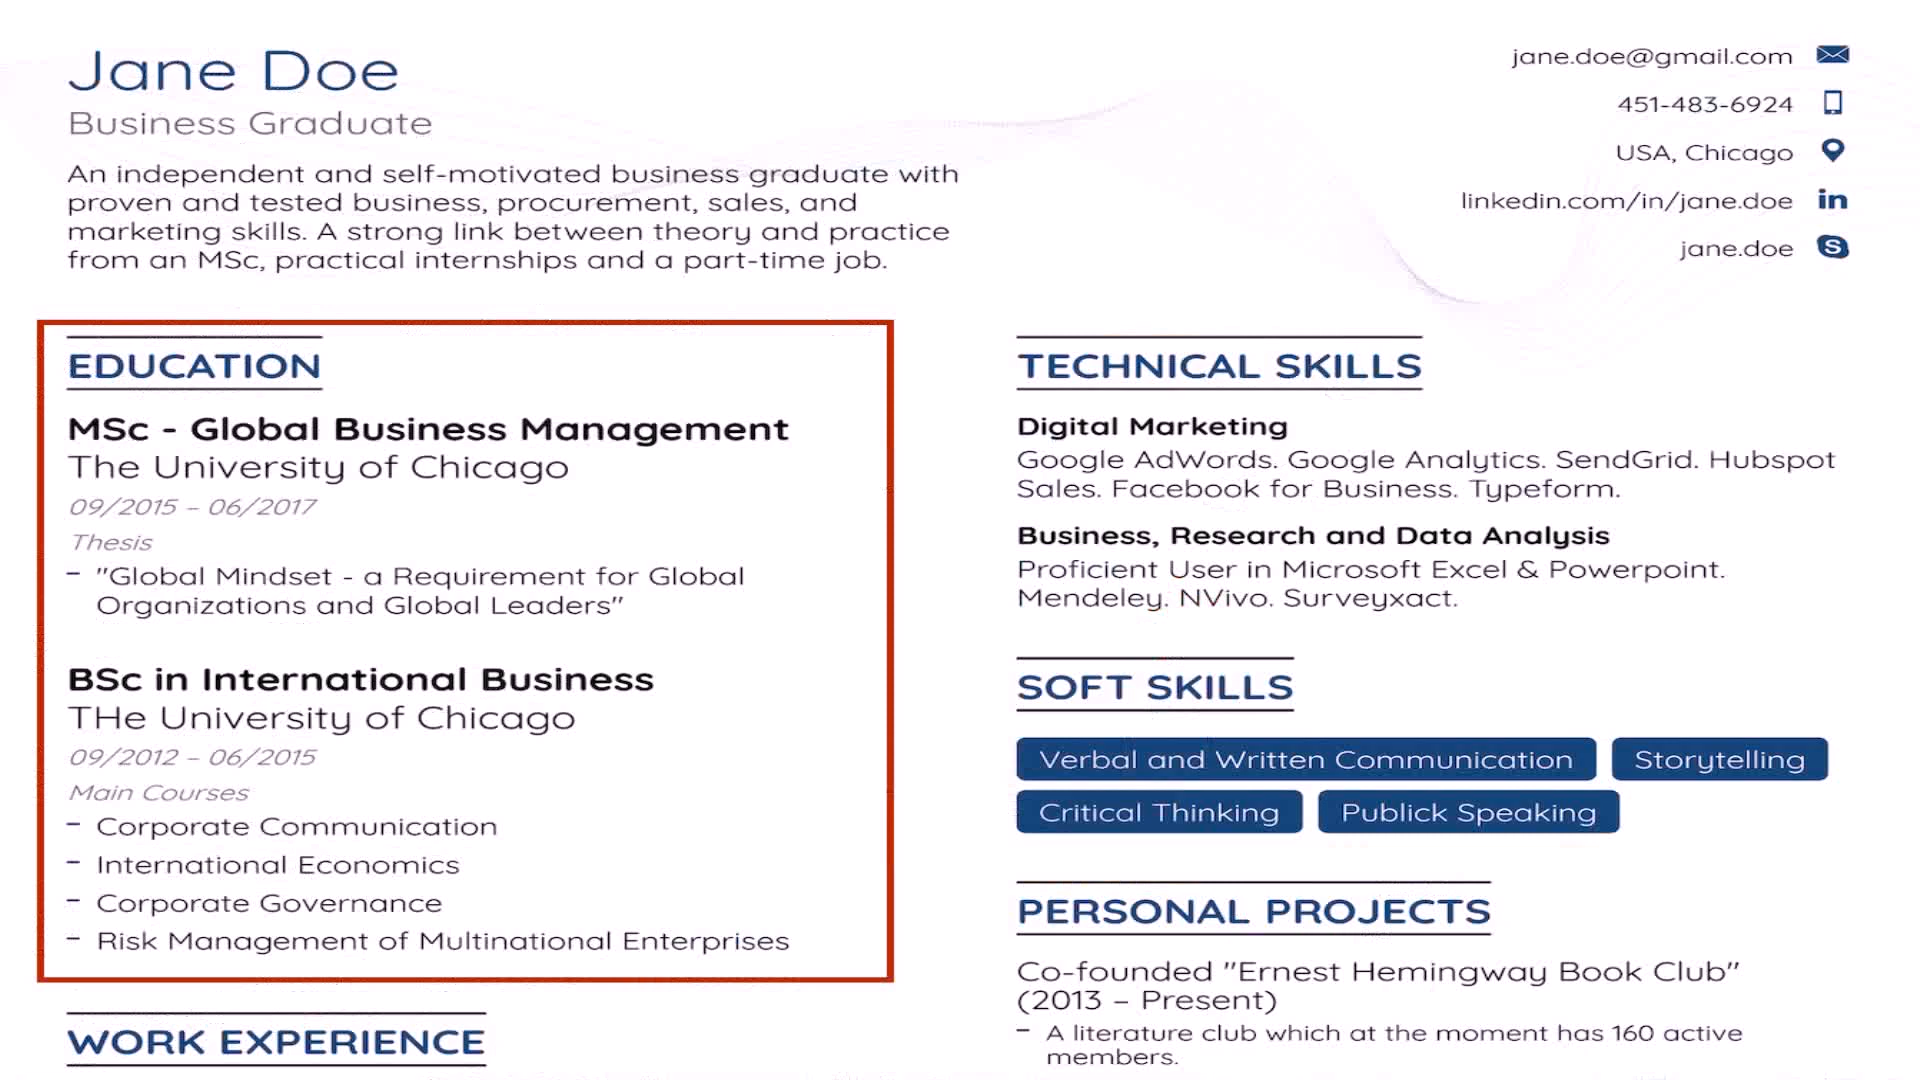 Jane Doe
Business Graduate
An independent and self-motivated business graduate with
proven and tested business, procurement, sales, and
marketing skills. A strong link between theory and practice
from an MSc, practical internships and a part-time job.
jane.doe@gmail.com
451-483-6924
USA, Chicago
linkedin.com/in/jane.doe
in
jane.doe
S
EDUCATION
MSc - Global Business Management
The University of Chicago
09/2015 – 06/2017
Thesis
– "Global Mindset - a Requirement for Global
Organizations and Global Leaders"
BSc in International Business
THe University of Chicago
09/2012 – 06/2015
Main Courses
– Corporate Communication
– International Economics
– Corporate Governance
– Risk Management of Multinational Enterprises
WORK EXPERIENCE
TECHNICAL SKILLS
Digital Marketing
Google AdWords. Google Analytics. SendGrid. Hubspot
Sales. Facebook for Business. Typeform.
Business, Research and Data Analysis
Proficient User in Microsoft Excel & Powerpoint.
Mendeley. NVivo. Surveyxact.
SOFT SKILLS
Verbal and Written Communication
Storytelling
Critical Thinking
Publick Speaking
PERSONAL PROJECTS
Co-founded "Ernest Hemingway Book Club"
(2013 – Present)
– A literature club which at the moment has 160 active
members.